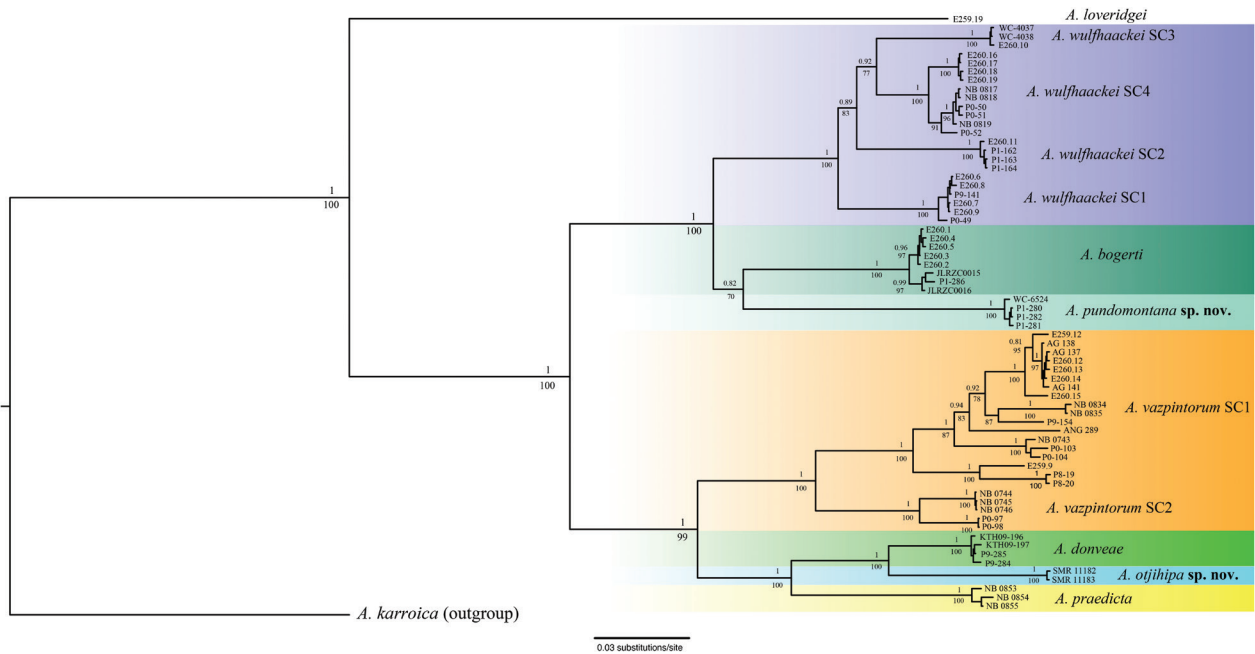 E259.19
A. loveridgei
WC-4037
WC-4038
E260.10
A. wulfhaackei SC3
1
100
0.92
77
E260.16
E260.17
E260.18
E260.19
1
100
NB 0817
NB 0818
P0-50
P0-51
NB 0819
P0-52
A. wulfhaackei SC4
1
100
1
96
91
0.89
83
E260.11
P1-162
P1-163
P1-164
A. wulfhaackei SC2
1
100
1
100
E260.6
E260.8
P9-141
E260.7
E260.9
P0-49
A. wulfhaackei SC1
1
100
1
100
1
100
E260.1
E260.4
E260.5
E260.3
E260.2
JLRZC0015
P1-286
JLRZC0016
A. bogerti
0.96
97
1
100
0.99
97
0.82
70
WC-6524
P1-280
P1-282
P1-281
A. pundomontana sp. nov.
1
100
E259.12
AG 138
AG 137
E260.12
E260.13
E260.14
AG 141
E260.15
0.81
95
1
97
1
100
0.92
78
NB 0834
NB 0835
P9-154
ANG 289
A. vazpintorum SC1
1
100
87
0.94
83
1
87
NB 0743
P0-103
P0-104
1
100
1
100
E259.9
P8-19
P8-20
1
100
1
100
1
100
1
100
NB 0744
NB 0745
NB 0746
P0-97
P0-98
A. vazpintorum SC2
1
100
1
100
1
100
1
99
KTH09-196
KTH09-197
P9-285
P9-284
A. donveae
1
100
1
100
SMR 11182
SMR 11183
A. otjihipa sp. nov.
1
100
1
100
NB 0853
NB 0854
NB 0855
A. praedicta
1
100
A. karroica (outgroup)
0.03 substitutions/site